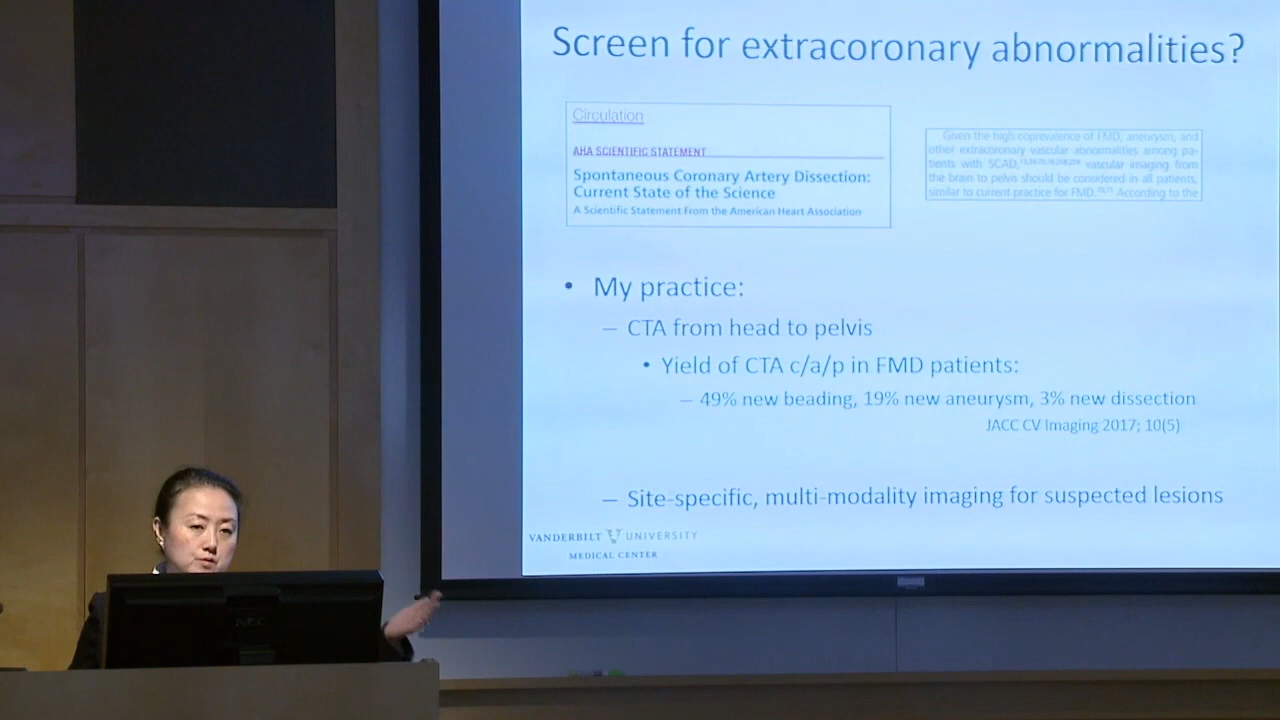 Screen for extracoronary abnormalities?
Circulation
AHA SCIENTIFIC STATEMENT
Spontaneous Coronary Artery Dissection:
Current State of the Science
A Scientific Statement From the American Heart Association
Given the high coprevalence of FMD, aneurysm, and
other extracoronary vascular abnormalities among pa-
tients with SCAD, vascular imaging from
the brain to pelvis should be considered in all patients,
similar to current practice for FMD. According to the
• My practice:
– CTA from head to pelvis
• Yield of CTA c/a/p in FMD patients:
– 49% new beading, 19% new aneurysm, 3% new dissection
JACC CV Imaging 2017; 10(5)
– Site-specific, multi-modality imaging for suspected lesions
VANDERBILT UNIVERSITY
MEDICAL CENTER
NEC